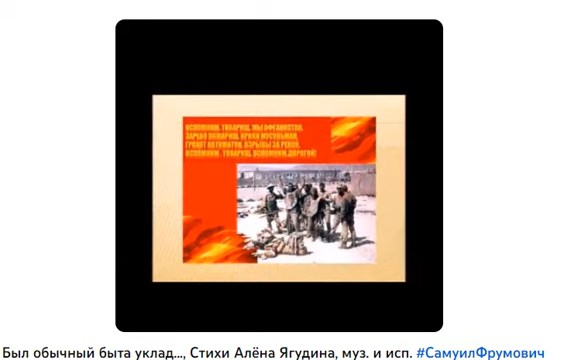 ВСПОМНИМ, ТОВАРИЩ, МЫ АФГАНИСТАН,
ЗАРЕВО ПОЖАРИЩ, КРИКИ МУСУЛЬМАН,
ГРОХОТ АВТОМАТОВ, ВЗРЫВЫ ЗА РЕКОЙ,
ВСПОМНИМ , ТОВАРИЩ, ВСПОМНИМ, ДОРОГОЙ!
Был обычный быта уклад..., Стихи Алёна Ягудина, муз. и исп. #СамуилФрумович